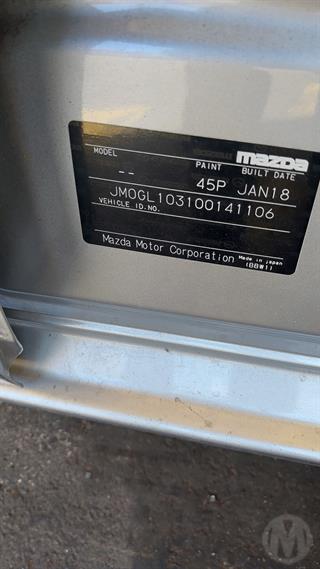 mazda
MODEL PAINT BUILT DATE
-- 45P JAN18
JM0GL103100141106
VEHICLE ID.NO.
Mazda Motor Corporation Made in japan
(BBW1)
M